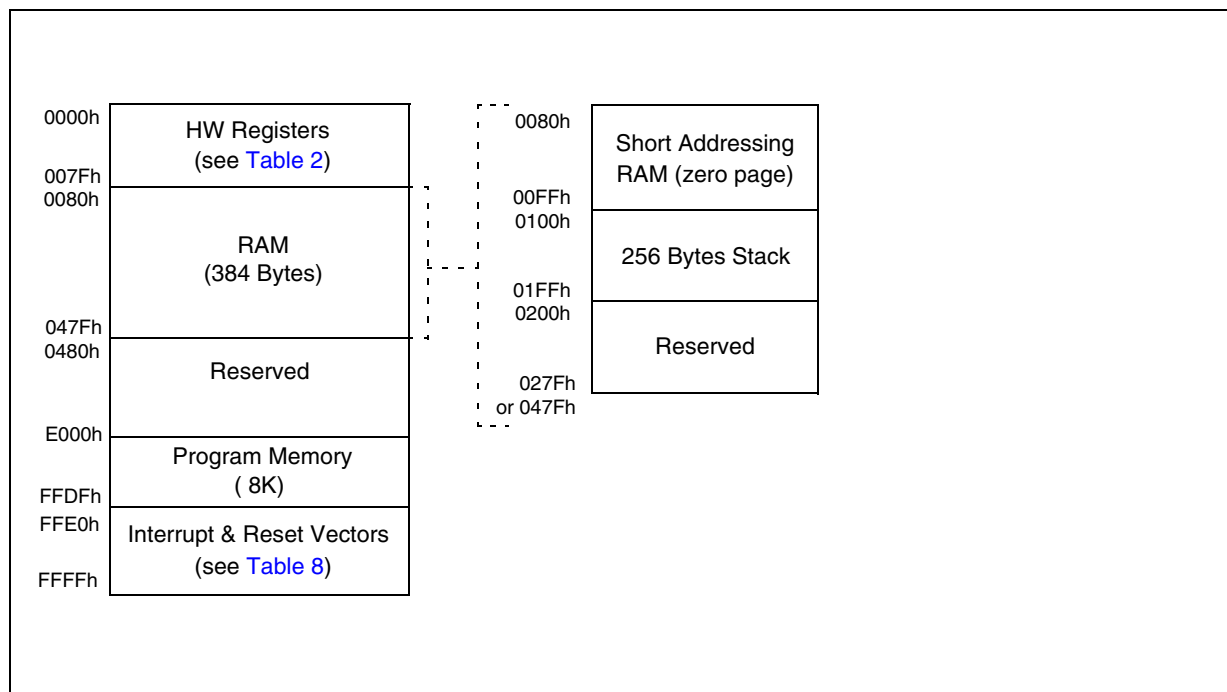 0000h
HW Registers
(see Table 2)
007Fh
0080h
RAM
(384 Bytes)
047Fh
0480h
Reserved
E000h
Program Memory
( 8K)
FFDFh
FFE0h
Interrupt & Reset Vectors
(see Table 8)
FFFFh
0080h
Short Addressing
RAM (zero page)
00FFh
0100h
256 Bytes Stack
01FFh
0200h
Reserved
027Fh
or 047Fh